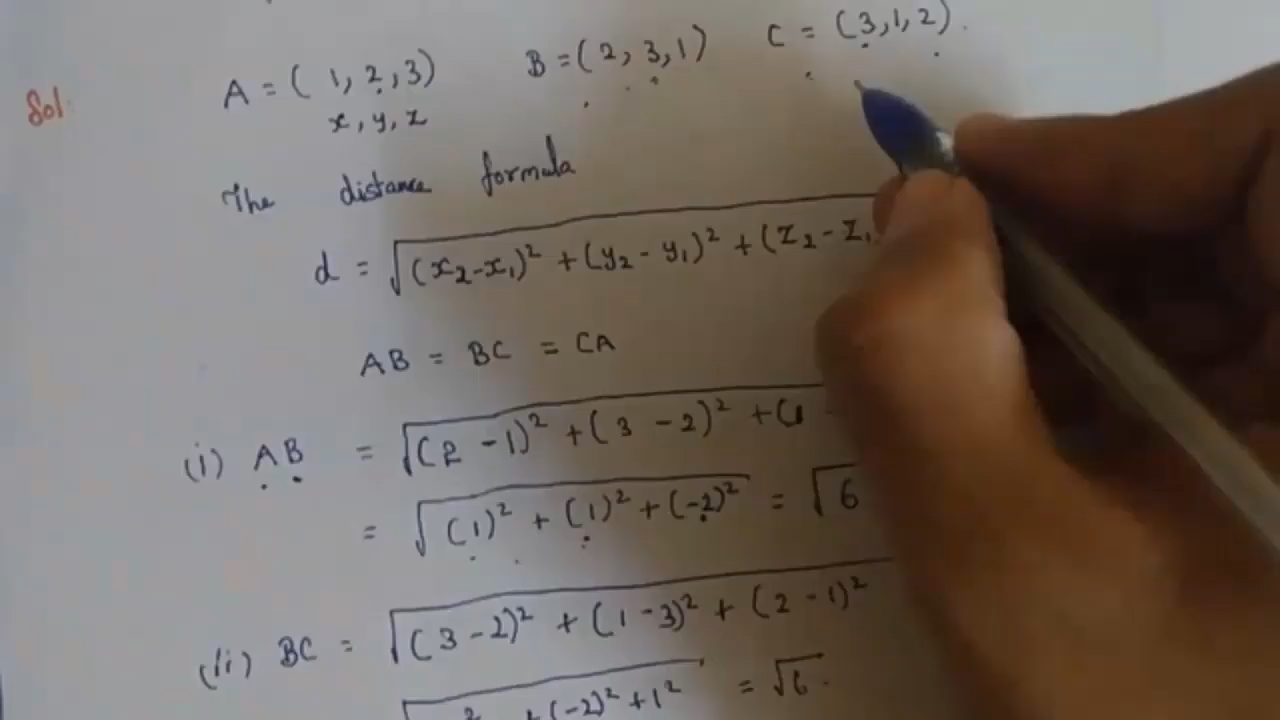 Sol:
A = ( 1, 2, 3) B = ( 2, 3, 1) C = (3, 1, 2).
x, y, z
The distance formula
d = √(x₂-x₁)² + (y₂ - y₁)² + (z₂ - z₁
AB = BC = CA
(i) AB = √(2 - 1)² + (3 - 2)² + (1 -
= √(1)² + (1)² + (-2)² = √6
(ii) BC = √(3 - 2)² + (1 - 3)² + (2 - 1)²
² + (-2)² + 1² = √6.